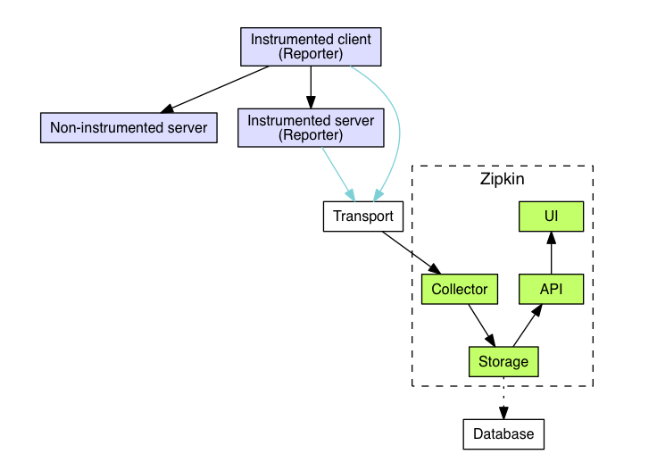 Instrumented client
(Reporter)
Non-instrumented server
Instrumented server
(Reporter)
Zipkin
Transport
UI
Collector
API
Storage
Database